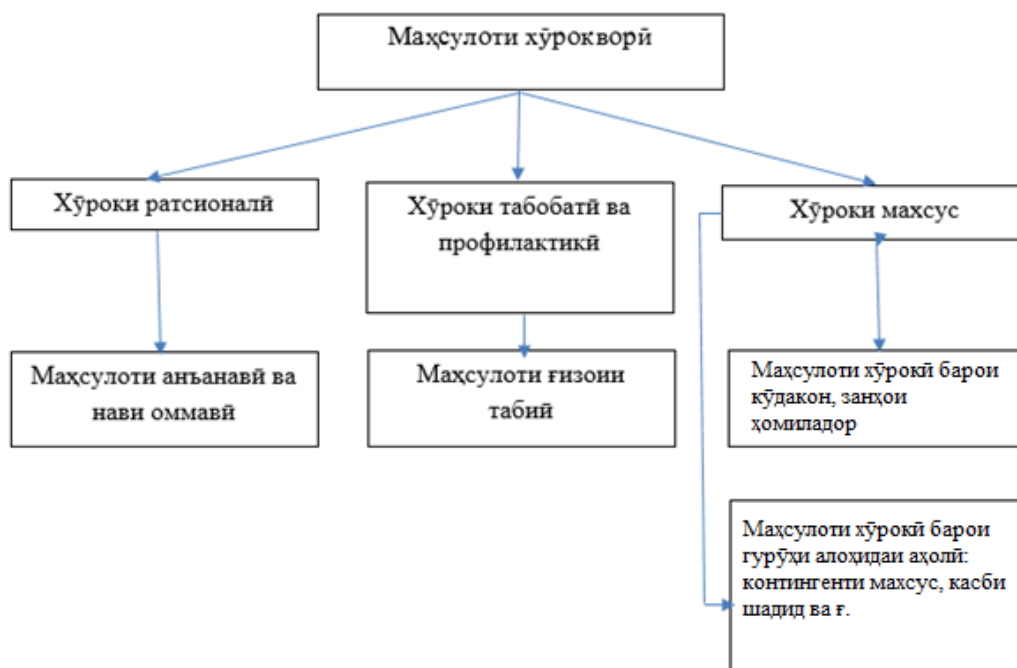 Маҳсулоти хӯрокворӣ
Хӯроки ратсионалӣ
Хӯроки табобатӣ ва
профилактикӣ
Хӯроки махсус
Маҳсулоти анъанавӣ ва
нави оммавӣ
Маҳсулоти ғизоии
табиӣ
Маҳсулоти хӯрокӣ барои
кӯдакон, занҳои
ҳомиладор
Маҳсулоти хӯрокӣ барои
гурӯҳи алоҳидаи аҳолӣ:
контингенти махсус, касби
шадид ва ғ.